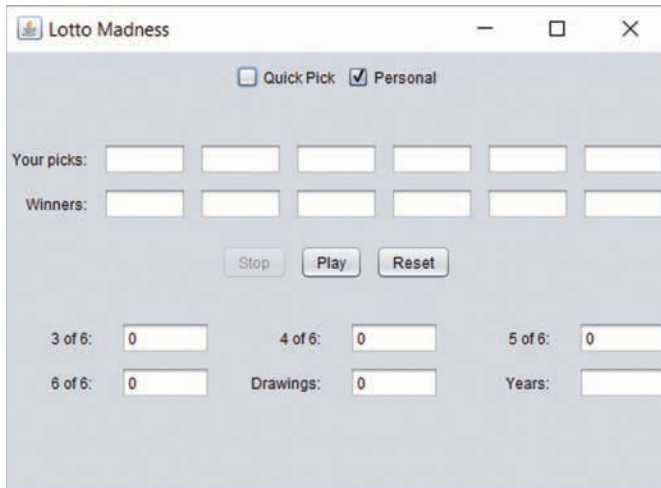 Lotto Madness
Quick Pick Personal
Your picks:
Winners:
Stop Play Reset
3 of 6: 0 4 of 6: 0 5 of 6: 0
6 of 6: 0 Drawings: 0 Years: